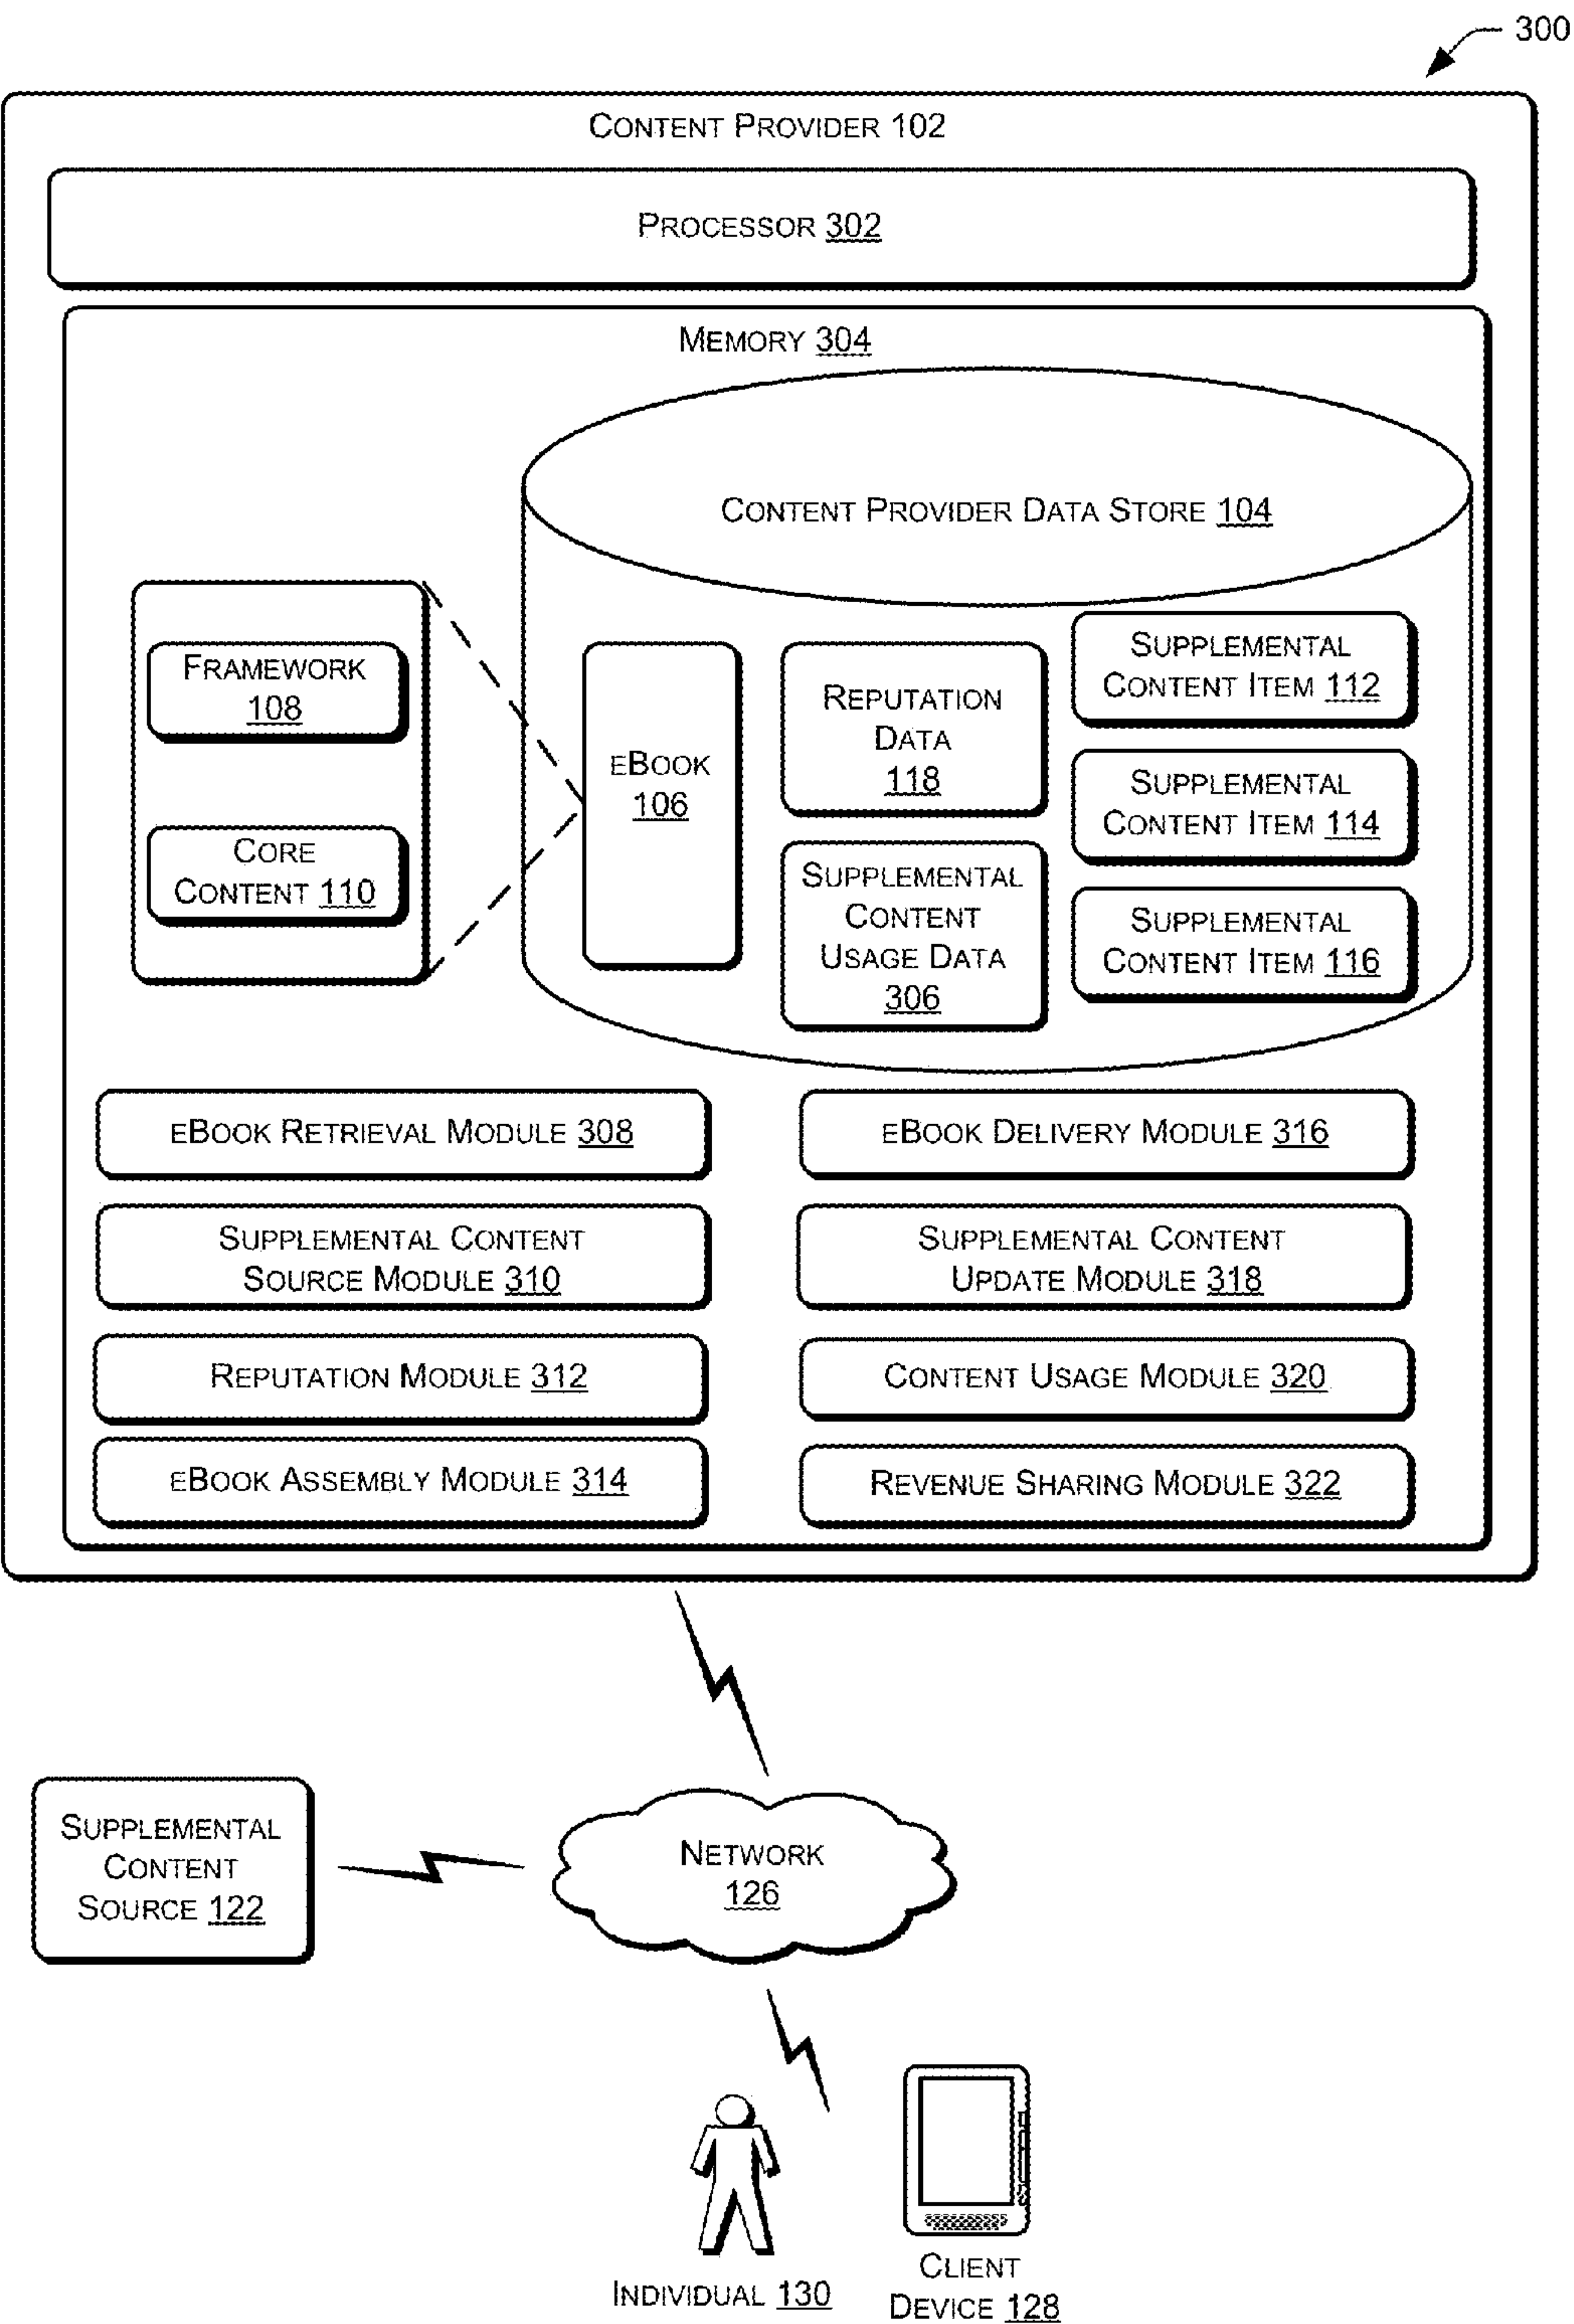 300
CONTENT PROVIDER 102
PROCESSOR 302
MEMORY 304
CONTENT PROVIDER DATA STORE 104
FRAMEWORK
108
CORE
CONTENT 110
EBOOK
106
REPUTATION
DATA
118
SUPPLEMENTAL
CONTENT
USAGE DATA
306
SUPPLEMENTAL
CONTENT ITEM 112
SUPPLEMENTAL
CONTENT ITEM 114
SUPPLEMENTAL
CONTENT ITEM 116
EBOOK RETRIEVAL MODULE 308
EBOOK DELIVERY MODULE 316
SUPPLEMENTAL CONTENT
SOURCE MODULE 310
SUPPLEMENTAL CONTENT
UPDATE MODULE 318
REPUTATION MODULE 312
CONTENT USAGE MODULE 320
EBOOK ASSEMBLY MODULE 314
REVENUE SHARING MODULE 322
SUPPLEMENTAL
CONTENT
SOURCE 122
NETWORK
126
INDIVIDUAL 130
CLIENT
DEVICE 128